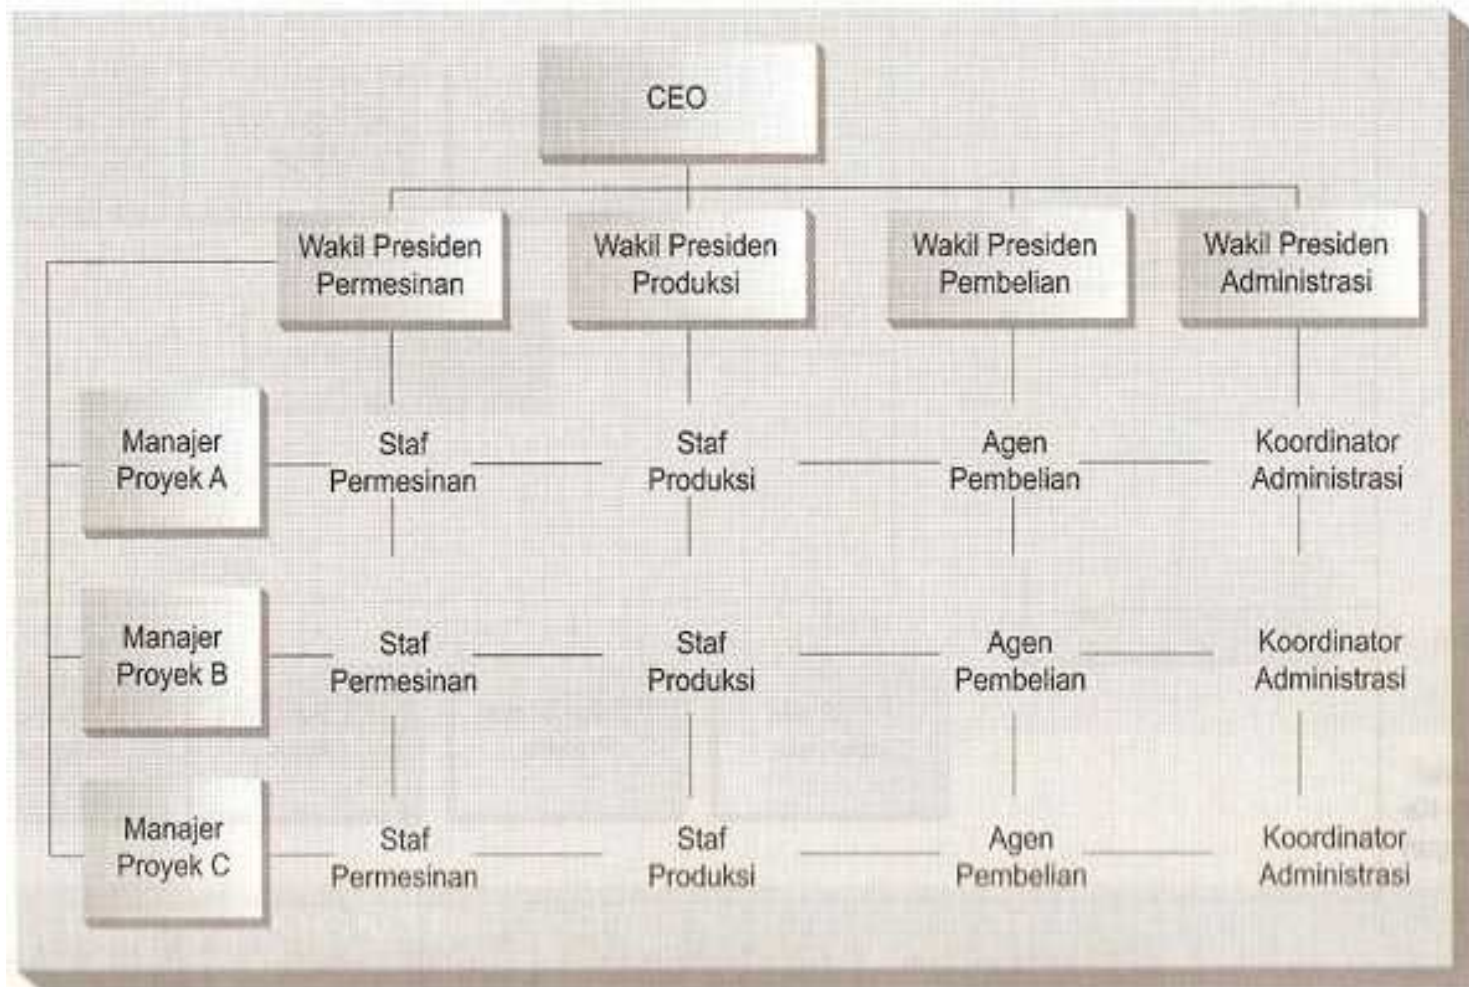 CEO
Wakil Presiden
Permesinan
Wakil Presiden
Produksi
Wakil Presiden
Pembelian
Wakil Presiden
Administrasi
Manajer
Proyek A
Staf
Permesinan
Staf
Produksi
Agen
Pembelian
Koordinator
Administrasi
Manajer
Proyek B
Staf
Permesinan
Staf
Produksi
Agen
Pembelian
Koordinator
Administrasi
Manajer
Proyek C
Staf
Permesinan
Staf
Produksi
Agen
Pembelian
Koordinator
Administrasi